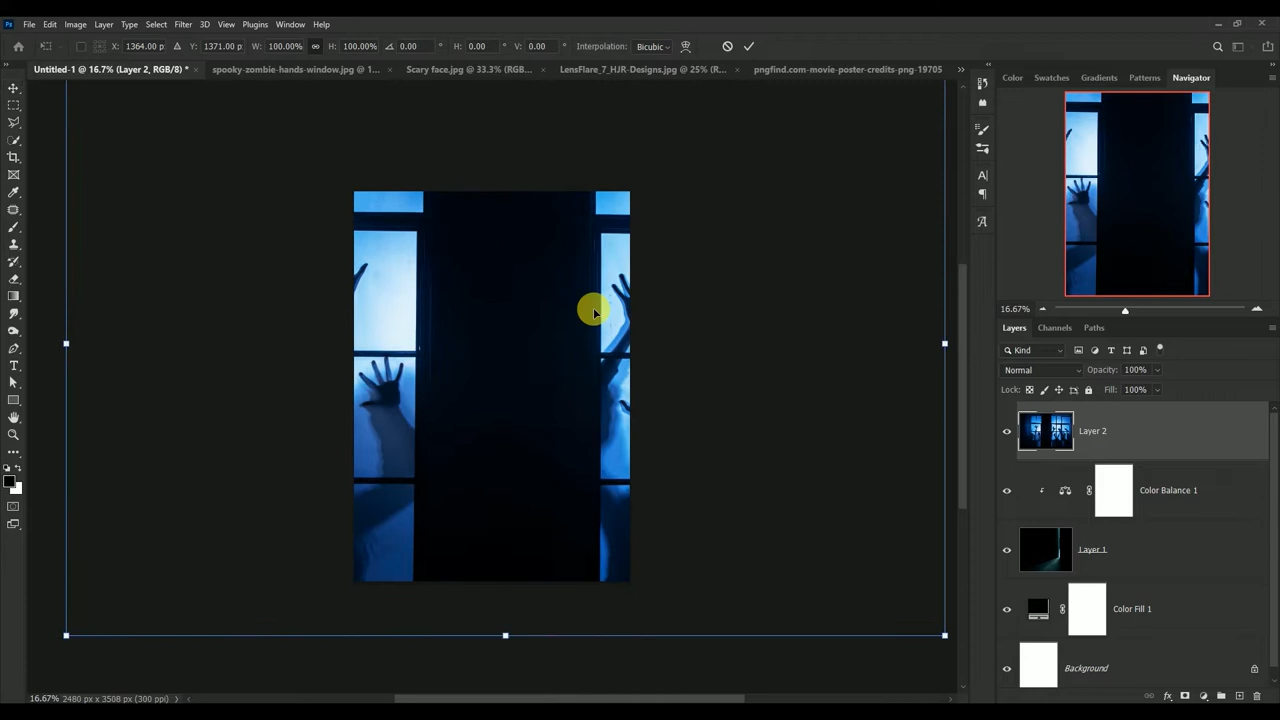 Ps File Edit Image Layer Type Select Filter 3D View Plugins Window Help
X: 1364.00 p Y: 1371.00 p W: 100.00% H: 100.00% 0.00 ° H: 0.00 ° V: 0.00 ° Interpolation: Bicubic
Untitled-1 @ 16.7% (Layer 2, RGB/8) * × spooky-zombie-hands-window.jpg @ 1... × Scary face.jpg @ 33.3% (RGB... × LensFlare_7_HJR-Designs.jpg @ 25% (R... × pngfind.com-movie-poster-credits-png-19705
Color Swatches Gradients Patterns Navigator
16.67%
Layers Channels Paths
Kind
Normal Opacity: 100%
Lock: Fill: 100%
Layer 2
Color Balance 1
Layer 1
Color Fill 1
Background
16.67% 2480 px x 3508 px (300 ppi)